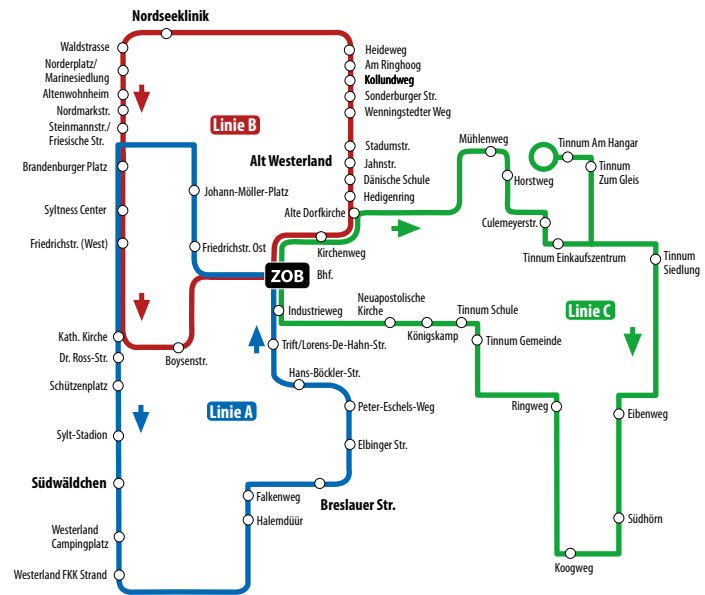 Nordseeklinik
Waldstrasse
Norderplatz/
Marinesiedlung
Altenwohnheim
Nordmarkstr.
Steinmannstr./
Friesische Str.
Brandenburger Platz
Syltness Center
Friedrichstr. (West)
Kath. Kirche
Dr. Ross-Str.
Schützenplatz
Sylt-Stadion
Südwäldchen
Westerland
Campingplatz
Westerland FKK Strand
Linie B
Alt Westerland
Johann-Möller-Platz
Friedrichstr. Ost
Boysenstr.
Linie A
Heideweg
Am Ringhoog
Kollundweg
Sonderburger Str.
Wenningstedter Weg
Stadumstr.
Jahnstr.
Dänische Schule
Hedigenring
Alte Dorfkirche
Kirchenweg
ZOB
Bhf.
Industrieweg
Trift/Lorens-De-Hahn-Str.
Hans-Böckler-Str.
Peter-Eschels-Weg
Elbinger Str.
Breslauer Str.
Falkenweg
Halemdüür
Mühlenweg
Horstweg
Culemeyerstr.
Tinnum Am Hangar
Tinnum
Zum Gleis
Tinnum Einkaufszentrum
Tinnum
Siedlung
Linie C
Neuapostolische
Kirche
Königskamp
Tinnum Schule
Tinnum Gemeinde
Ringweg
Eibenweg
Südhörn
Koogweg